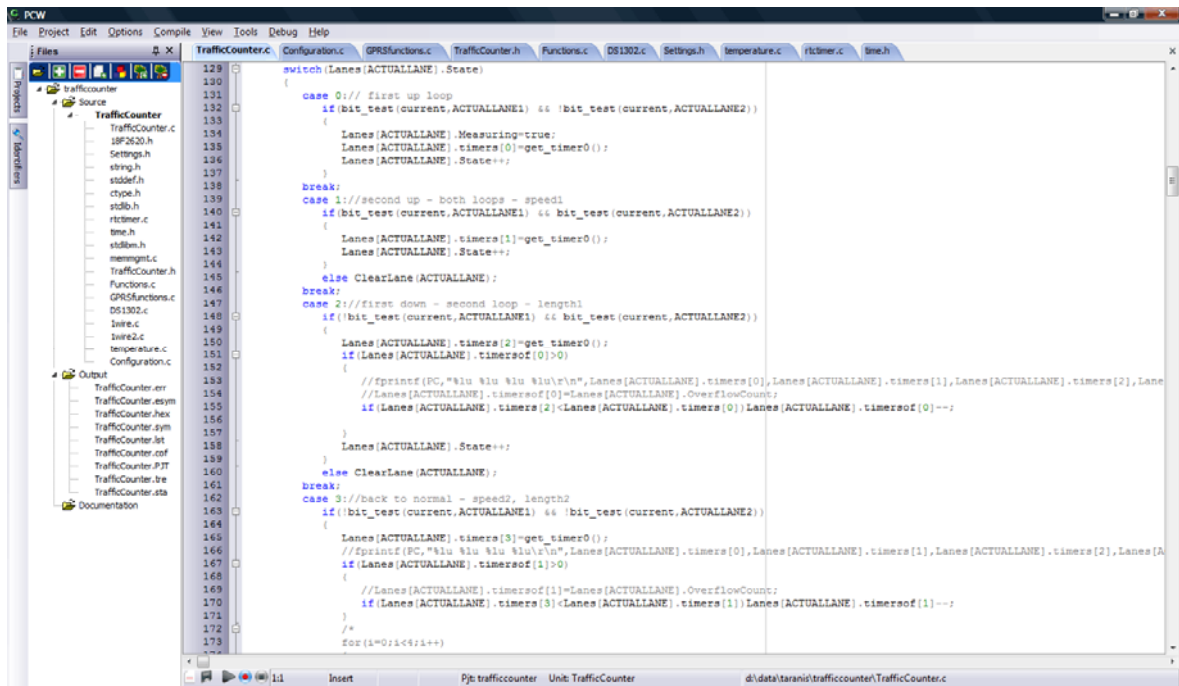 PCW
File Project Edit Options Compile View Tools Debug Help
Files
TrafficCounter.c Configuration.c GPRSfunctions.c TrafficCounter.h Functions.c DS1302.c Settings.h temperature.c rtctimer.c time.h
Projects
Identifiers
trafficcounter
Source
TrafficCounter
TrafficCounter.c
18F2620.h
Settings.h
string.h
stddef.h
ctype.h
stdlib.h
rtctimer.c
time.h
stdlibm.h
memmgmt.c
TrafficCounter.h
Functions.c
GPRSfunctions.c
DS1302.c
1wire.c
1wire2.c
temperature.c
Configuration.c
Output
TrafficCounter.err
TrafficCounter.esym
TrafficCounter.hex
TrafficCounter.sym
TrafficCounter.lst
TrafficCounter.cof
TrafficCounter.PJT
TrafficCounter.tre
TrafficCounter.sta
Documentation
129 switch(Lanes[ACTUALLANE].State)
130 {
131 case 0:// first up loop
132 if(bit_test(current,ACTUALLANE1) && !bit_test(current,ACTUALLANE2))
133 {
134 Lanes[ACTUALLANE].Measuring=true;
135 Lanes[ACTUALLANE].timers[0]=get_timer0();
136 Lanes[ACTUALLANE].State++;
137 }
138 break;
139 case 1://second up - both loops - speed1
140 if(bit_test(current,ACTUALLANE1) && bit_test(current,ACTUALLANE2))
141 {
142 Lanes[ACTUALLANE].timers[1]=get_timer0();
143 Lanes[ACTUALLANE].State++;
144 }
145 else ClearLane(ACTUALLANE);
146 break;
147 case 2://first down - second loop - length1
148 if(!bit_test(current,ACTUALLANE1) && bit_test(current,ACTUALLANE2))
149 {
150 Lanes[ACTUALLANE].timers[2]=get_timer0();
151 if(Lanes[ACTUALLANE].timersof[0]>0)
152 {
153 //fprintf(PC,"%lu %lu %lu %lu\r\n",Lanes[ACTUALLANE].timers[0],Lanes[ACTUALLANE].timers[1],Lanes[ACTUALLANE].timers[2],Lane
154 //Lanes[ACTUALLANE].timersof[0]=Lanes[ACTUALLANE].OverflowCount;
155 if(Lanes[ACTUALLANE].timers[2]<Lanes[ACTUALLANE].timers[0])Lanes[ACTUALLANE].timersof[0]--;
156
157 }
158 Lanes[ACTUALLANE].State++;
159 }
160 else ClearLane(ACTUALLANE);
161 break;
162 case 3://back to normal - speed2, length2
163 if(!bit_test(current,ACTUALLANE1) && !bit_test(current,ACTUALLANE2))
164 {
165 Lanes[ACTUALLANE].timers[3]=get_timer0();
166 //fprintf(PC,"%lu %lu %lu %lu\r\n",Lanes[ACTUALLANE].timers[0],Lanes[ACTUALLANE].timers[1],Lanes[ACTUALLANE].timers[2],Lanes[A
167 if(Lanes[ACTUALLANE].timersof[1]>0)
168 {
169 //Lanes[ACTUALLANE].timersof[1]=Lanes[ACTUALLANE].OverflowCount;
170 if(Lanes[ACTUALLANE].timers[3]<Lanes[ACTUALLANE].timers[1])Lanes[ACTUALLANE].timersof[1]--;
171 }
172 /*
173 for(i=0;i<4;i++)
1:1 Insert Pjt: trafficcounter Unit: TrafficCounter d:\data\taranis\trafficcounter\TrafficCounter.c